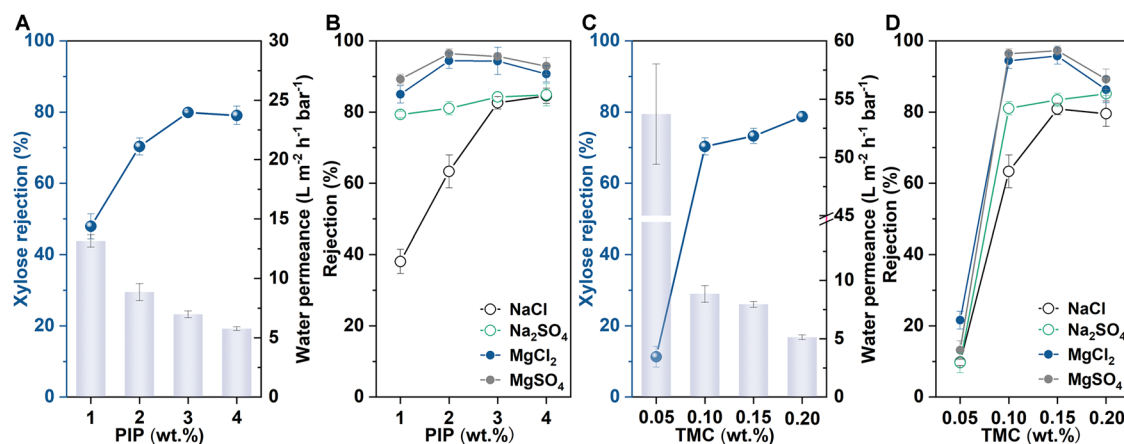 A
Xylose rejection (%)
100
80
60
40
20
0
30
25
20
15
10
5
0
Water permeance (L m⁻² h⁻¹ bar⁻¹)
1 2 3 4
PIP (wt.%)
B
Rejection (%)
100
80
60
40
20
0
NaCl
Na₂SO₄
MgCl₂
MgSO₄
1 2 3 4
PIP (wt.%)
C
Xylose rejection (%)
100
80
60
40
20
0
60
55
50
45
10
5
0
Water permeance (L m⁻² h⁻¹ bar⁻¹)
0.05 0.10 0.15 0.20
TMC (wt.%)
D
Rejection (%)
100
80
60
40
20
0
NaCl
Na₂SO₄
MgCl₂
MgSO₄
0.05 0.10 0.15 0.20
TMC (wt.%)